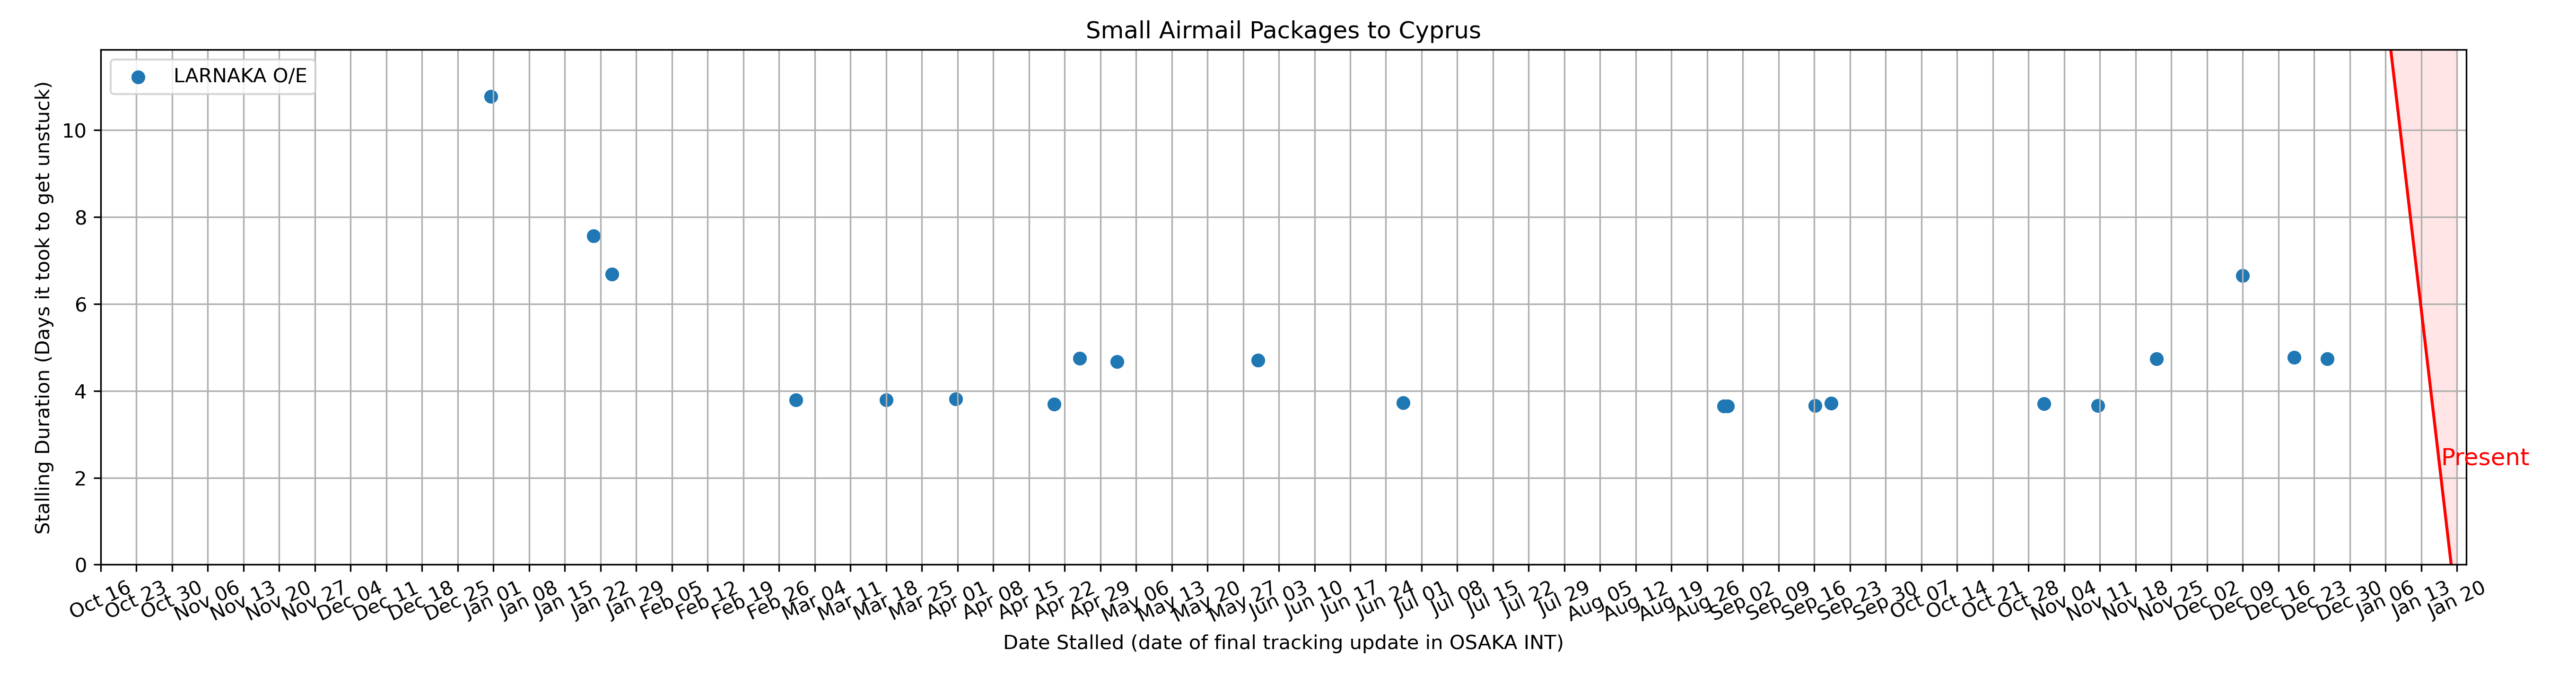 Small Airmail Packages to Cyprus
LARNAKA O/E
Stalling Duration (Days it took to get unstuck)
10
8
6
4
2
0
Present
Oct 16
Oct 23
Oct 30
Nov 06
Nov 13
Nov 20
Nov 27
Dec 04
Dec 11
Dec 18
Dec 25
Jan 01
Jan 08
Jan 15
Jan 22
Jan 29
Feb 05
Feb 12
Feb 19
Feb 26
Mar 04
Mar 11
Mar 18
Mar 25
Apr 01
Apr 08
Apr 15
Apr 22
Apr 29
May 06
May 13
May 20
May 27
Jun 03
Jun 10
Jun 17
Jun 24
Jul 01
Jul 08
Jul 15
Jul 22
Jul 29
Aug 05
Aug 12
Aug 19
Aug 26
Sep 02
Sep 09
Sep 16
Sep 23
Sep 30
Oct 07
Oct 14
Oct 21
Oct 28
Nov 04
Nov 11
Nov 18
Nov 25
Dec 02
Dec 09
Dec 16
Dec 23
Dec 30
Jan 06
Jan 13
Jan 20
Date Stalled (date of final tracking update in OSAKA INT)